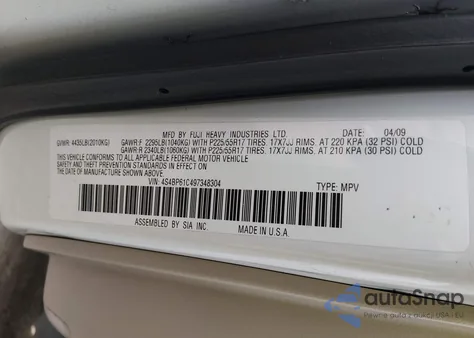 MFD BY FUJI HEAVY INDUSTRIES LTD. 04/09
GVWR: 4435LB(2010KG) GAWR:F 2295LB(1040KG) WITH P225/55R17 TIRES, 17X7JJ RIMS, AT 220 KPA (32 PSI) COLD
GAWR:R 2340LB(1060KG) WITH P225/55R17 TIRES, 17X7JJ RIMS, AT 210 KPA (30 PSI) COLD
THIS VEHICLE CONFORMS TO ALL APPLICABLE FEDERAL MOTOR VEHICLE
SAFETY AND THEFT PREVENTION STANDARDS IN
EFFECT ON THE DATE OF MANUFACTURE SHOWN ABOVE.
VIN: 4S4BP61C497348304 TYPE: MPV
ASSEMBLED BY SIA INC. MADE IN U.S.A.
autoSnap